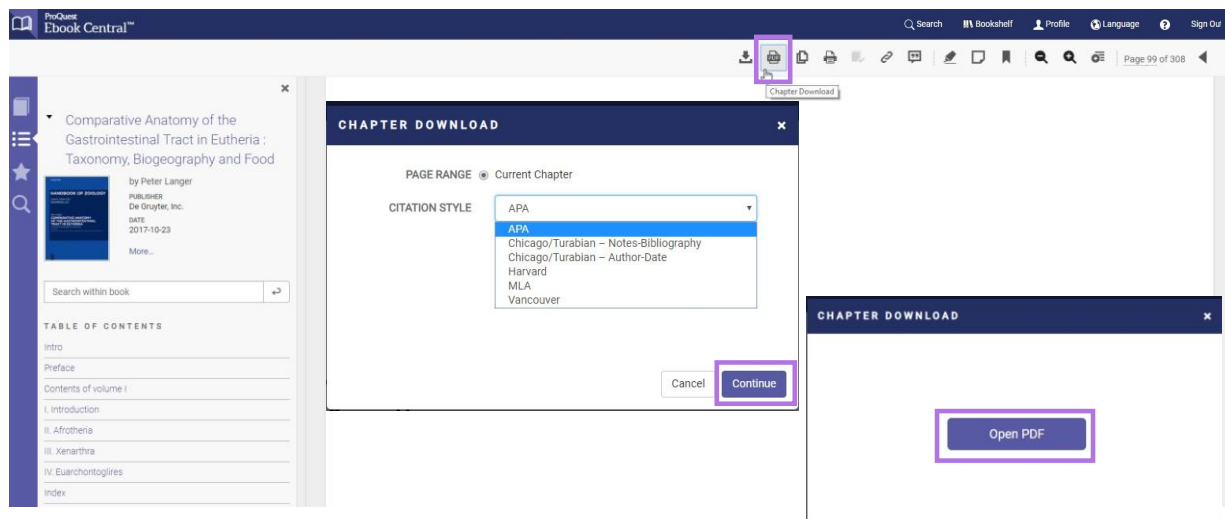 ProQuest
Ebook Central™
Search
Bookshelf
Profile
Language
Sign Out
Page 99 of 308
Chapter Download
Comparative Anatomy of the
Gastrointestinal Tract in Eutheria :
Taxonomy, Biogeography and Food
by Peter Langer
PUBLISHER
De Gruyter, Inc.
DATE
2017-10-23
More...
HANDBOOK OF ZOOLOGY
Search within book
TABLE OF CONTENTS
Intro
Preface
Contents of volume I
I. Introduction
II. Afrotheria
III. Xenarthra
IV. Euarchontoglires
Index
CHAPTER DOWNLOAD
PAGE RANGE Current Chapter
CITATION STYLE APA
APA
Chicago/Turabian – Notes-Bibliography
Chicago/Turabian – Author-Date
Harvard
MLA
Vancouver
Cancel Continue
CHAPTER DOWNLOAD
Open PDF